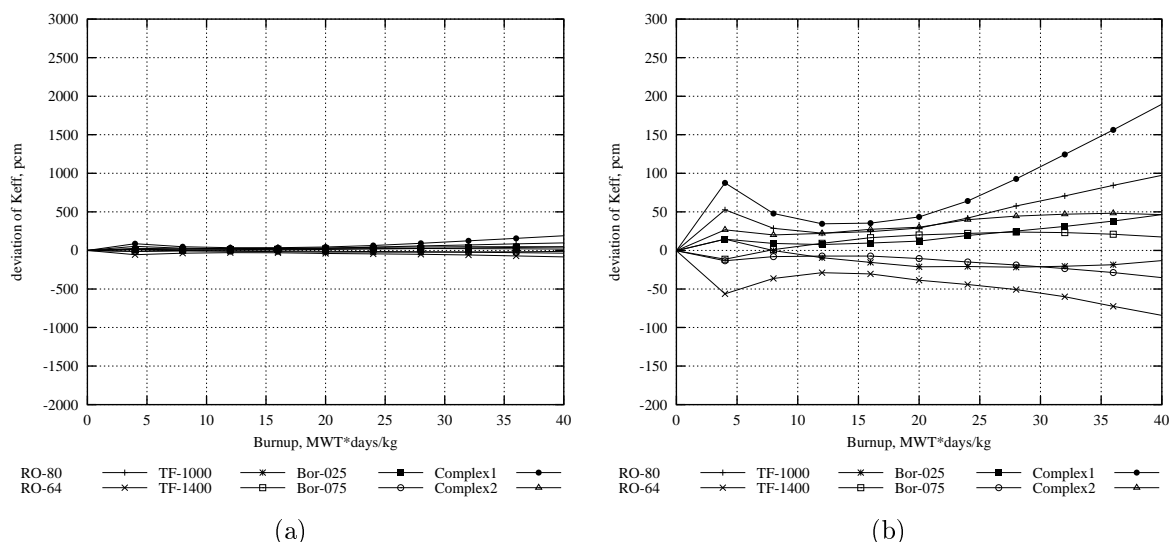 3000
2500
2000
1500
1000
500
0
-500
-1000
-1500
-2000
deviation of Keff, pcm
0 5 10 15 20 25 30 35 40
Burnup, MWT*days/kg
RO-80 TF-1000 Bor-025 Complex1
RO-64 TF-1400 Bor-075 Complex2
(a)
300
250
200
150
100
50
0
-50
-100
-150
-200
deviation of Keff, pcm
0 5 10 15 20 25 30 35 40
Burnup, MWT*days/kg
RO-80 TF-1000 Bor-025 Complex1
RO-64 TF-1400 Bor-075 Complex2
(b)